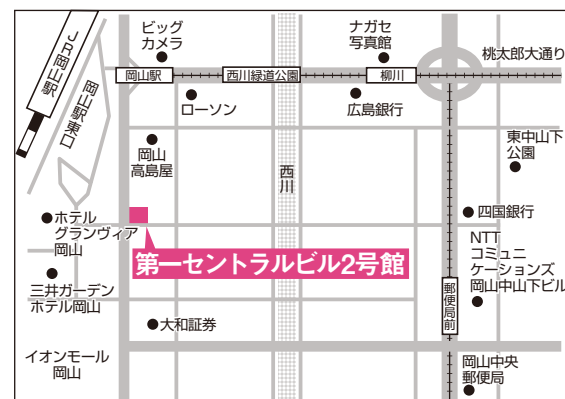 JR岡山駅
岡山駅東口
ビッグ
カメラ
岡山駅
ローソン
西川緑道公園
ナガセ
写真館
柳川
広島銀行
桃太郎大通り
東中山下
公園
岡山
高島屋
西川
四国銀行
ホテル
グランヴィア
岡山
第一セントラルビル2号館
NTT
コミュニ
ケーションズ
岡山中山下ビル
三井ガーデン
ホテル岡山
大和証券
郵便局前
イオンモール
岡山
岡山中央
郵便局